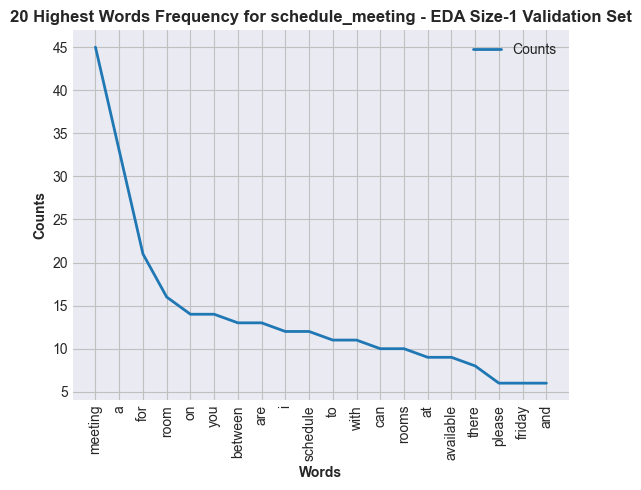 20 Highest Words Frequency for schedule_meeting - EDA Size-1 Validation Set
Counts
45
40
35
30
25
20
15
10
5
Counts
meeting
a
for
room
on
you
between
are
i
schedule
to
with
can
rooms
at
available
there
please
friday
and
Words